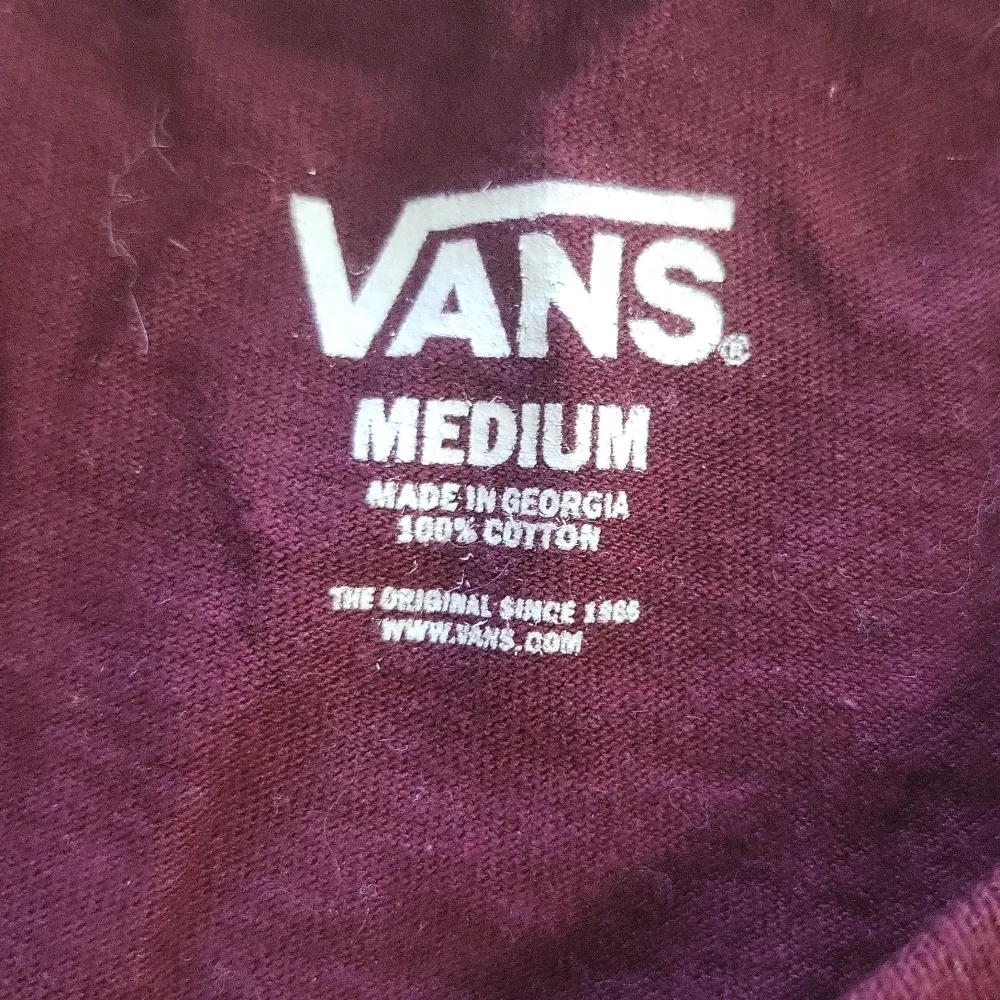 VANS®
MEDIUM
MADE IN GEORGIA
100% COTTON
THE ORIGINAL SINCE 1966
WWW.VANS.COM